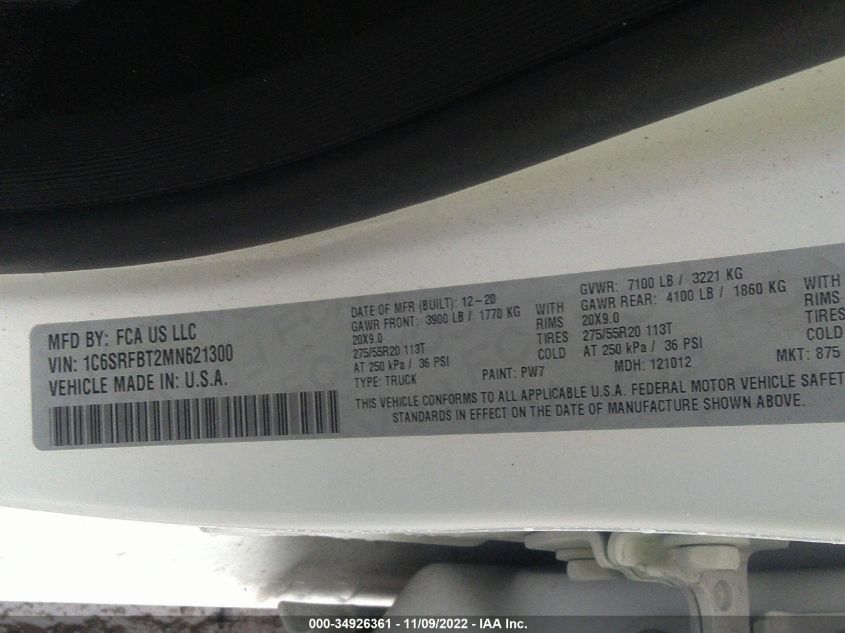 MFD BY: FCA US LLC
VIN: 1C6SRFBT2MN621300
VEHICLE MADE IN: U.S.A.
DATE OF MFR (BUILT): 12-20
GAWR FRONT: 3900 LB / 1770 KG WITH
20X9.0 RIMS
275/55R20 113T TIRES
AT 250 kPa / 36 PSI COLD
TYPE: TRUCK PAINT: PW7
GVWR: 7100 LB / 3221 KG
GAWR REAR: 4100 LB / 1860 KG WITH
20X9.0 RIMS
275/55R20 113T TIRES
AT 250 kPa / 36 PSI COLD
MDH: 121012 MKT: 875
THIS VEHICLE CONFORMS TO ALL APPLICABLE U.S.A. FEDERAL MOTOR VEHICLE SAFET
STANDARDS IN EFFECT ON THE DATE OF MANUFACTURE SHOWN ABOVE.
000-34926361 - 11/09/2022 - IAA Inc.